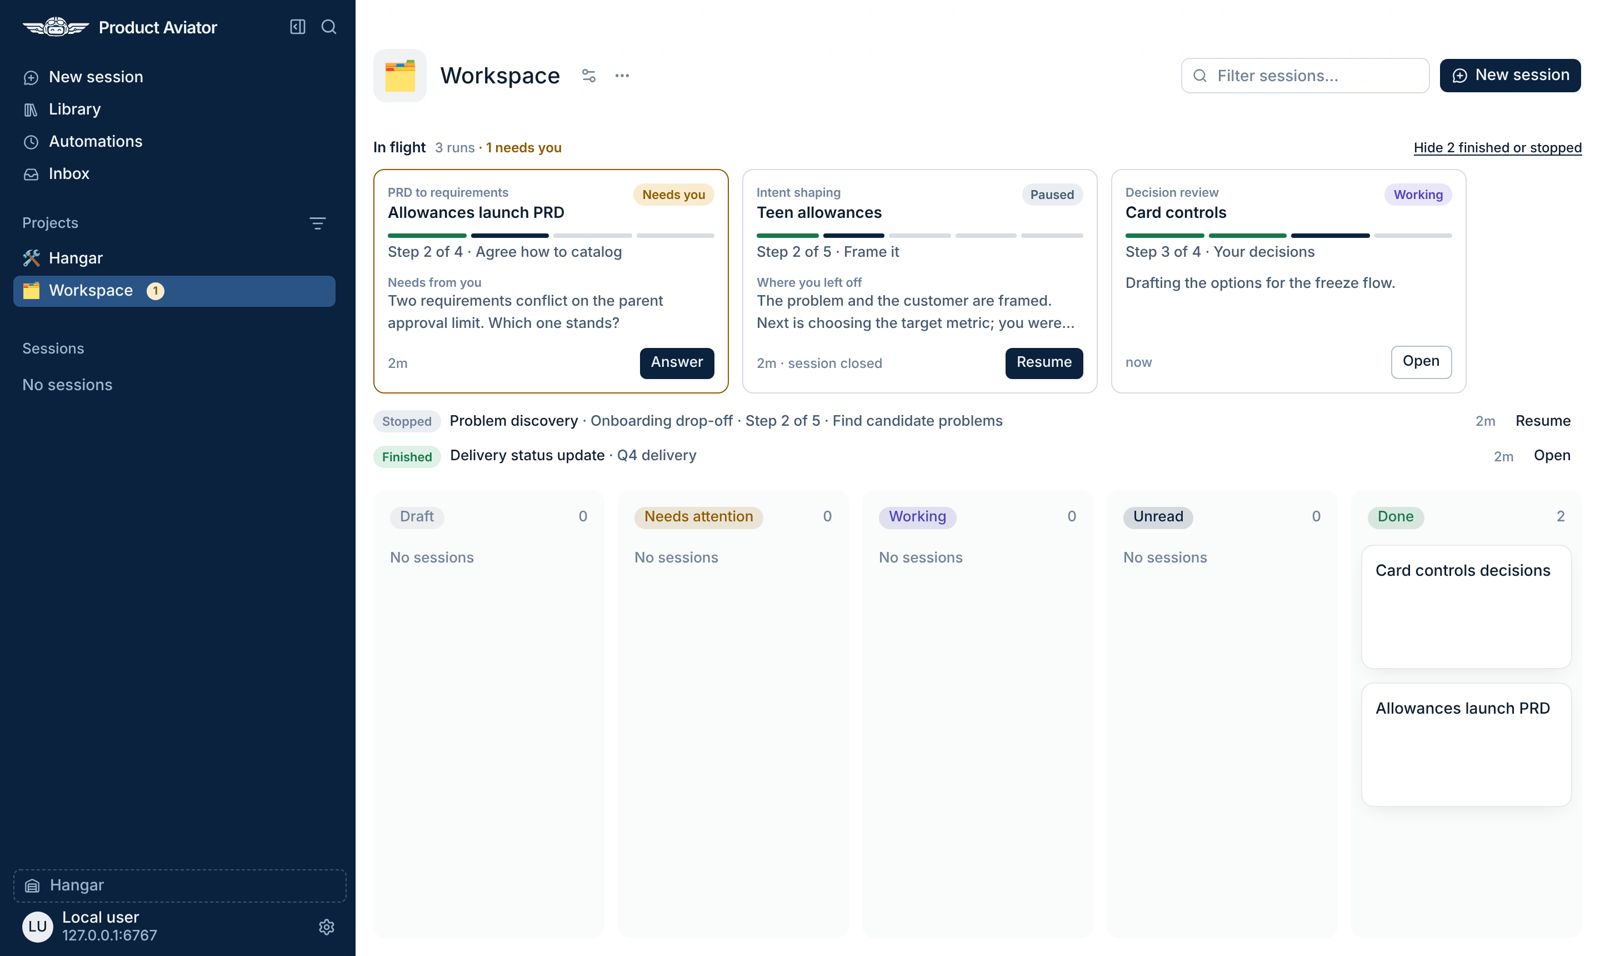 Product Aviator
New session
Library
Automations
Inbox
Projects
Hangar
Workspace 1
Sessions
No sessions
Hangar
LU
Local user
127.0.0.1:6767
Workspace
Filter sessions...
New session
In flight 3 runs · 1 needs you
Hide 2 finished or stopped
PRD to requirements
Needs you
Allowances launch PRD
Step 2 of 4 · Agree how to catalog
Needs from you
Two requirements conflict on the parent
approval limit. Which one stands?
2m
Answer
Intent shaping
Paused
Teen allowances
Step 2 of 5 · Frame it
Where you left off
The problem and the customer are framed.
Next is choosing the target metric; you were...
2m · session closed
Resume
Decision review
Working
Card controls
Step 3 of 4 · Your decisions
Drafting the options for the freeze flow.
now
Open
Stopped Problem discovery · Onboarding drop-off · Step 2 of 5 · Find candidate problems 2m Resume
Finished Delivery status update · Q4 delivery 2m Open
Draft 0
No sessions
Needs attention 0
No sessions
Working 0
No sessions
Unread 0
No sessions
Done 2
Card controls decisions
Allowances launch PRD